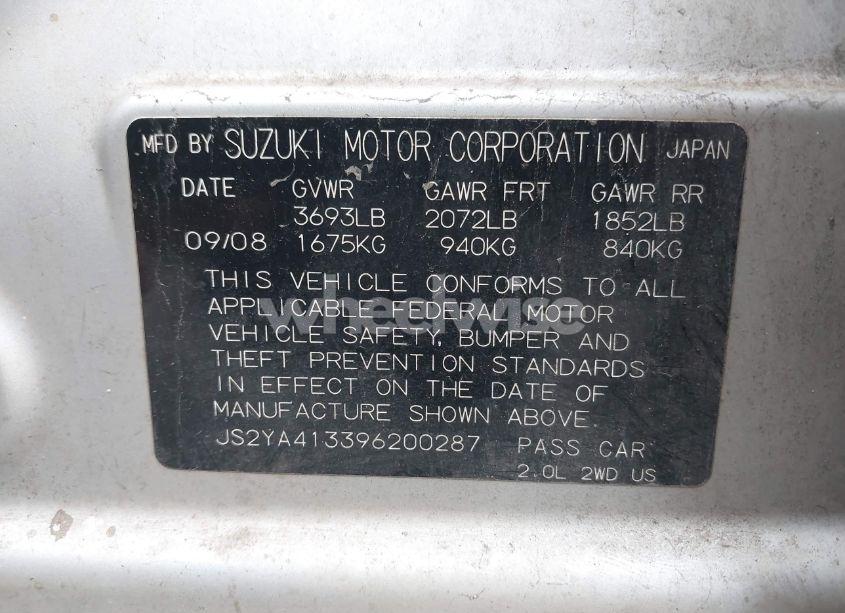 MFD BY SUZUKI MOTOR CORPORATION JAPAN
DATE GVWR GAWR FRT GAWR RR
3693LB 2072LB 1852LB
09/08 1675KG 940KG 840KG
THIS VEHICLE CONFORMS TO ALL
APPLICABLE FEDERAL MOTOR
VEHICLE SAFETY, BUMPER AND
THEFT PREVENTION STANDARDS
IN EFFECT ON THE DATE OF
MANUFACTURE SHOWN ABOVE.
JS2YA413396200287 PASS CAR
2.0L 2WD US
wheelwise